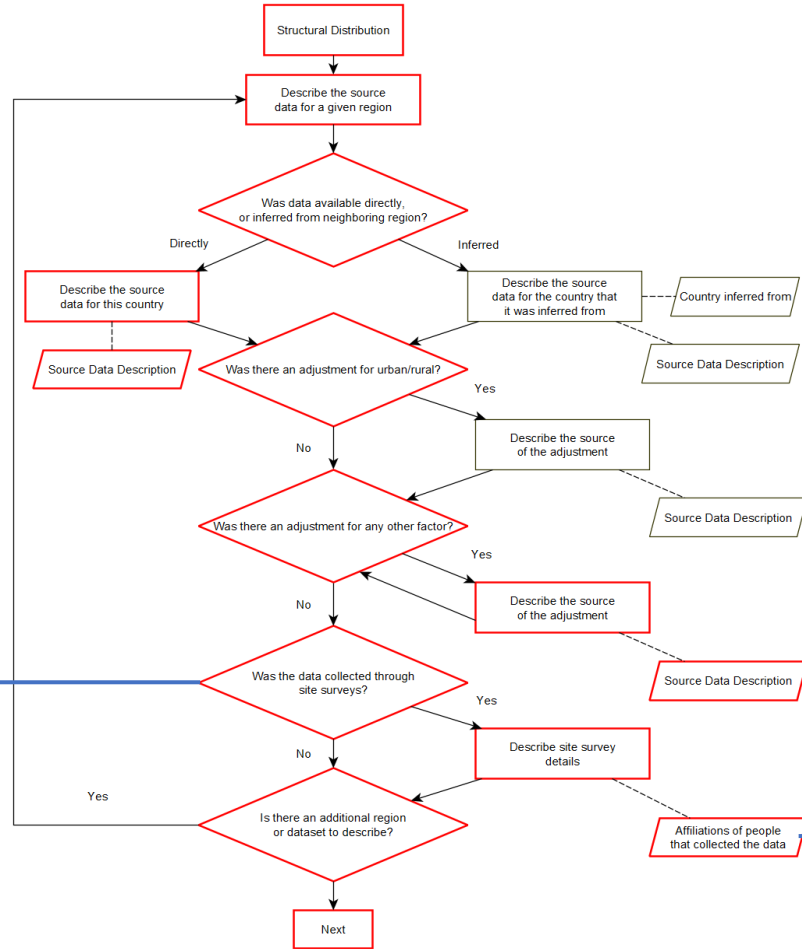 Structural Distribution
Describe the source
data for a given region
Was data available directly,
or inferred from neighboring region?
Directly
Inferred
Describe the source
data for this country
Describe the source
data for the country that
it was inferred from
Country inferred from
Source Data Description
Source Data Description
Was there an adjustment for urban/rural?
Yes
No
Describe the source
of the adjustment
Source Data Description
Was there an adjustment for any other factor?
Yes
No
Describe the source
of the adjustment
Source Data Description
Was the data collected through
site surveys?
Yes
No
Describe site survey
details
Yes
Is there an additional region
or dataset to describe?
Affiliations of people
that collected the data
Next